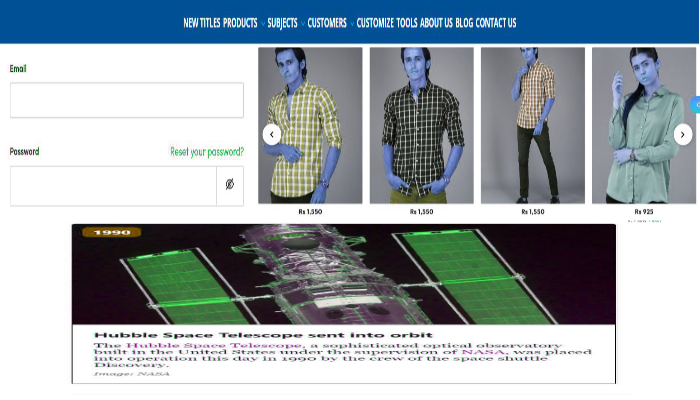 NEW TITLES PRODUCTS SUBJECTS CUSTOMERS CUSTOMIZE TOOLS ABOUT US BLOG CONTACT US
Email
Password Reset your password?
Rs 1,550 Rs 1,550 Rs 1,550 Rs 925
1990
Hubble Space Telescope sent into orbit
The Hubble Space Telescope, a sophisticated optical observatory
built in the United States under the supervision of NASA, was placed
into operation this day in 1990 by the crew of the space shuttle
Discovery.
Image: NASA